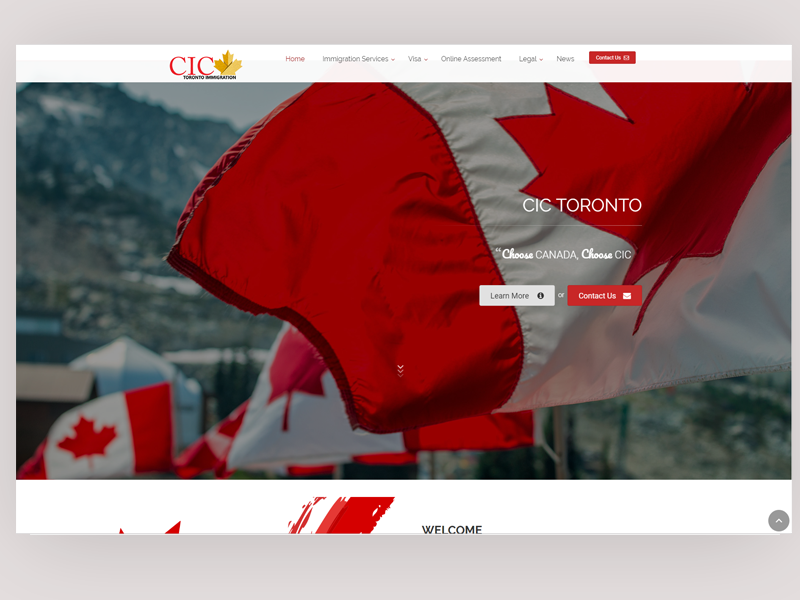 CIC
TORONTO IMMIGRATION
Home Immigration Services Visa Online Assessment Legal News Contact Us
CIC TORONTO
“Choose CANADA, Choose CIC
Learn More or Contact Us
WELCOME